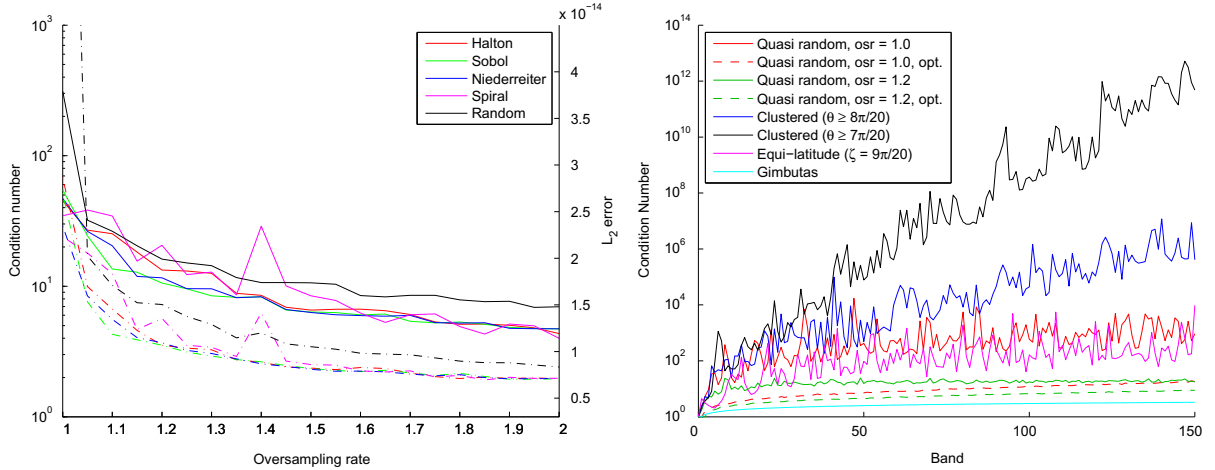 x 10^-14
10^3
10^2
10^1
10^0
Condition number
1 1.1 1.2 1.3 1.4 1.5 1.6 1.7 1.8 1.9 2
Oversampling rate
4
3.5
3
2.5
2
1.5
1
0.5
L_2 error
Halton
Sobol
Niederreiter
Spiral
Random
10^14
10^12
10^10
10^8
10^6
10^4
10^2
10^0
Condition Number
0 50 100 150
Band
Quasi random, osr = 1.0
Quasi random, osr = 1.0, opt.
Quasi random, osr = 1.2
Quasi random, osr = 1.2, opt.
Clustered (θ ≥ 8π/20)
Clustered (θ ≥ 7π/20)
Equi−latitude (ζ = 9π/20)
Gimbutas